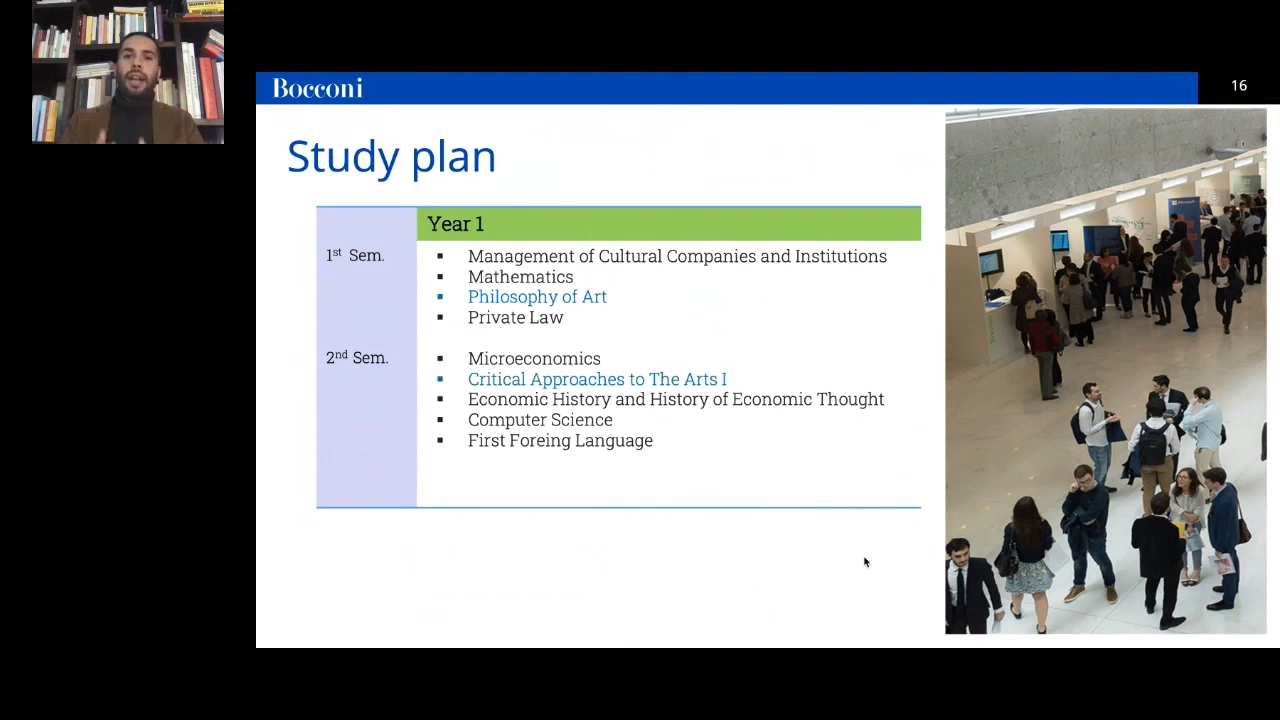 Bocconi
16
Study plan
Year 1
1st Sem.
▪ Management of Cultural Companies and Institutions
▪ Mathematics
▪ Philosophy of Art
▪ Private Law
2nd Sem.
▪ Microeconomics
▪ Critical Approaches to The Arts I
▪ Economic History and History of Economic Thought
▪ Computer Science
▪ First Foreing Language